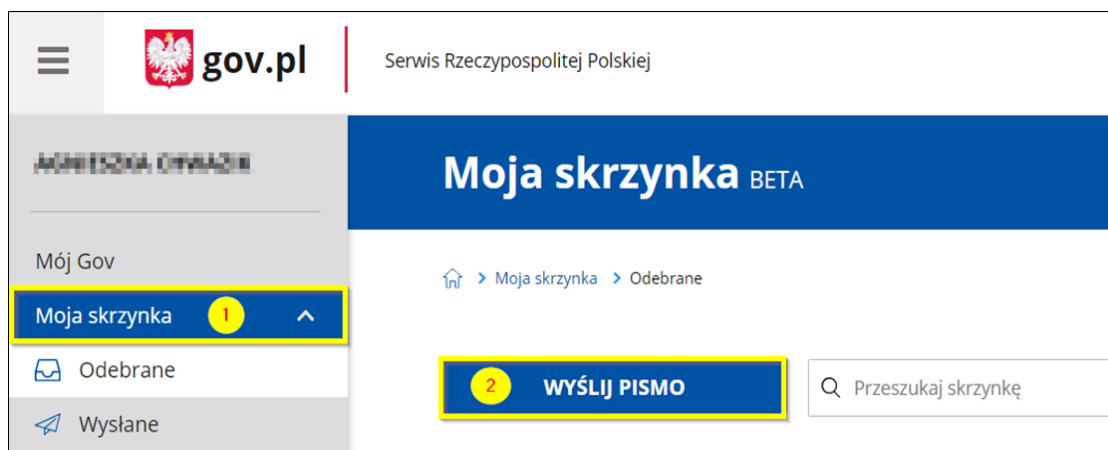 gov.pl
Serwis Rzeczypospolitej Polskiej
Moja skrzynka BETA
Mój Gov
Moja skrzynka 1
Odebrane
Wysłane
Moja skrzynka > Odebrane
2 WYŚLIJ PISMO
Przeszukaj skrzynkę